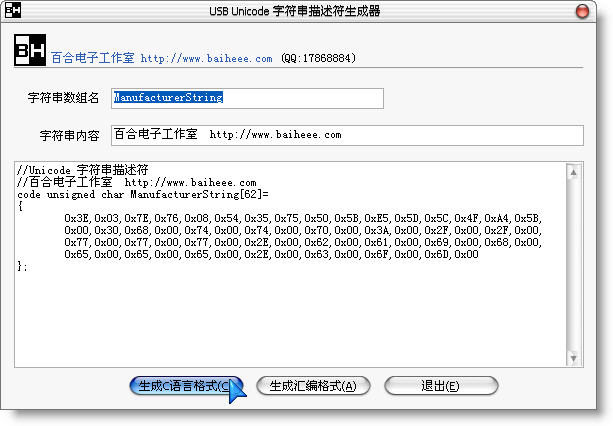 USB Unicode 字符串描述符生成器
BH 百合电子工作室 http://www.baiheee.com (QQ:17868884)
字符串数组名 ManufacturerString
字符串内容 百合电子工作室 http://www.baiheee.com
//Unicode 字符串描述符
//百合电子工作室 http://www.baiheee.com
code unsigned char ManufacturerString[62]=
{
0x3E,0x03,0x7E,0x76,0x08,0x54,0x35,0x75,0x50,0x5B,0xE5,0x5D,0x5C,0x4F,0xA4,0x5B,
0x00,0x30,0x68,0x00,0x74,0x00,0x74,0x00,0x70,0x00,0x3A,0x00,0x2F,0x00,0x2F,0x00,
0x77,0x00,0x77,0x00,0x77,0x00,0x2E,0x00,0x62,0x00,0x61,0x00,0x69,0x00,0x68,0x00,
0x65,0x00,0x65,0x00,0x65,0x00,0x2E,0x00,0x63,0x00,0x6F,0x00,0x6D,0x00
};
生成C语言格式(C) 生成汇编格式(A) 退出(E)